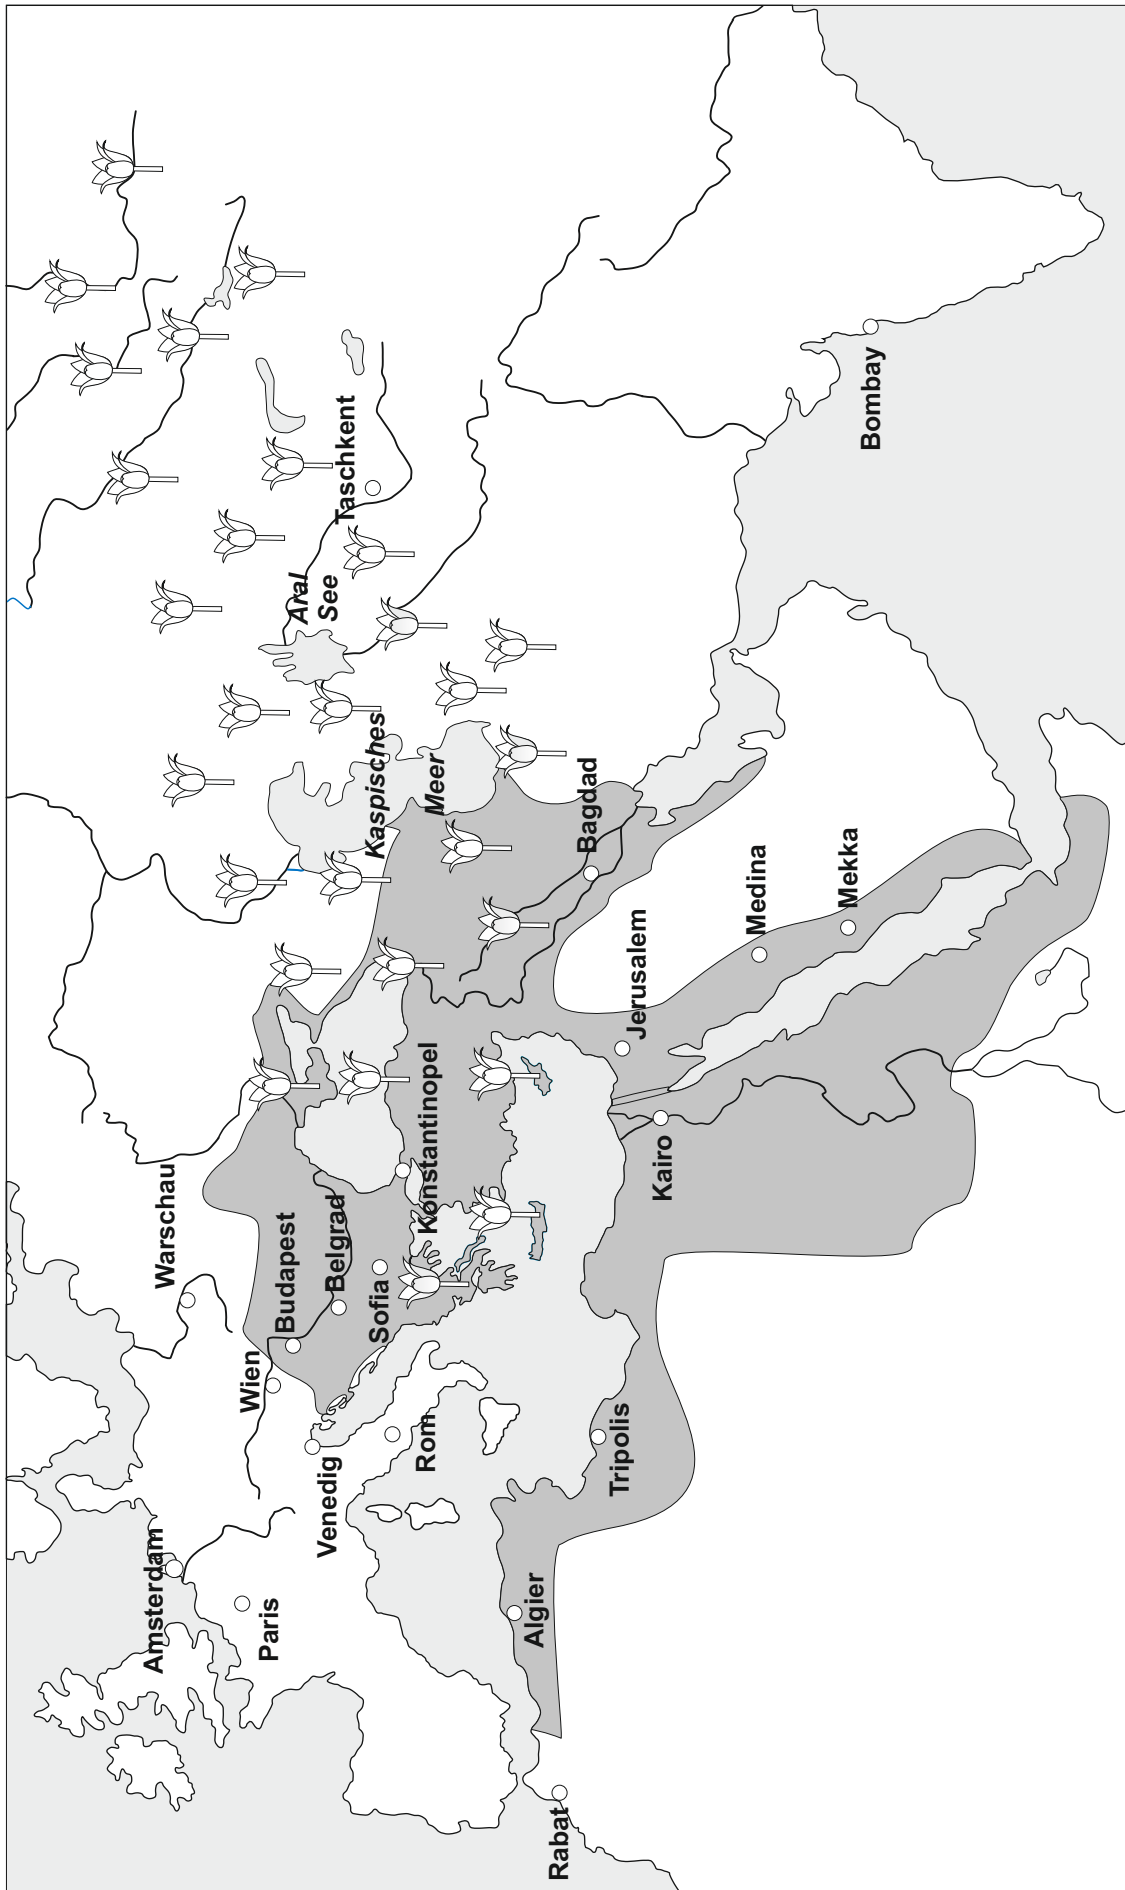 Amsterdam
Warschau
Paris
Wien
Budapest
Venedig
Belgrad
Rom
Sofia
Konstantinopel
Kaspisches
Meer
Aral
See
Taschkent
Rabat
Algier
Tripolis
Kairo
Jerusalem
Bagdad
Medina
Mekka
Bombay